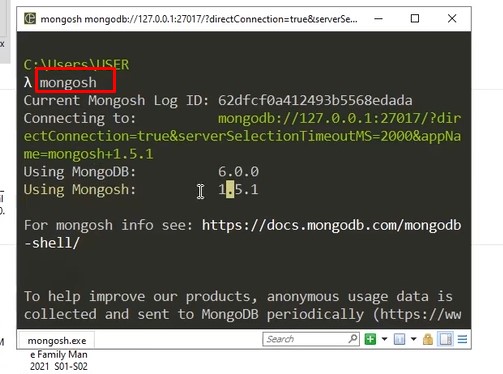 mongosh mongodb://127.0.0.1:27017/?directConnection=true&serverSe...
C:\Users\USER
λ mongosh
Current Mongosh Log ID: 62dfcf0a412493b5568edada
Connecting to: mongodb://127.0.0.1:27017/?dir
ectConnection=true&serverSelectionTimeoutMS=2000&appNa
me=mongosh+1.5.1
Using MongoDB: 6.0.0
Using Mongosh: 1.5.1
For mongosh info see: https://docs.mongodb.com/mongodb
-shell/
To help improve our products, anonymous usage data is
collected and sent to MongoDB periodically (https://ww
mongosh.exe
Search
e Family Man
2021 S01-S02